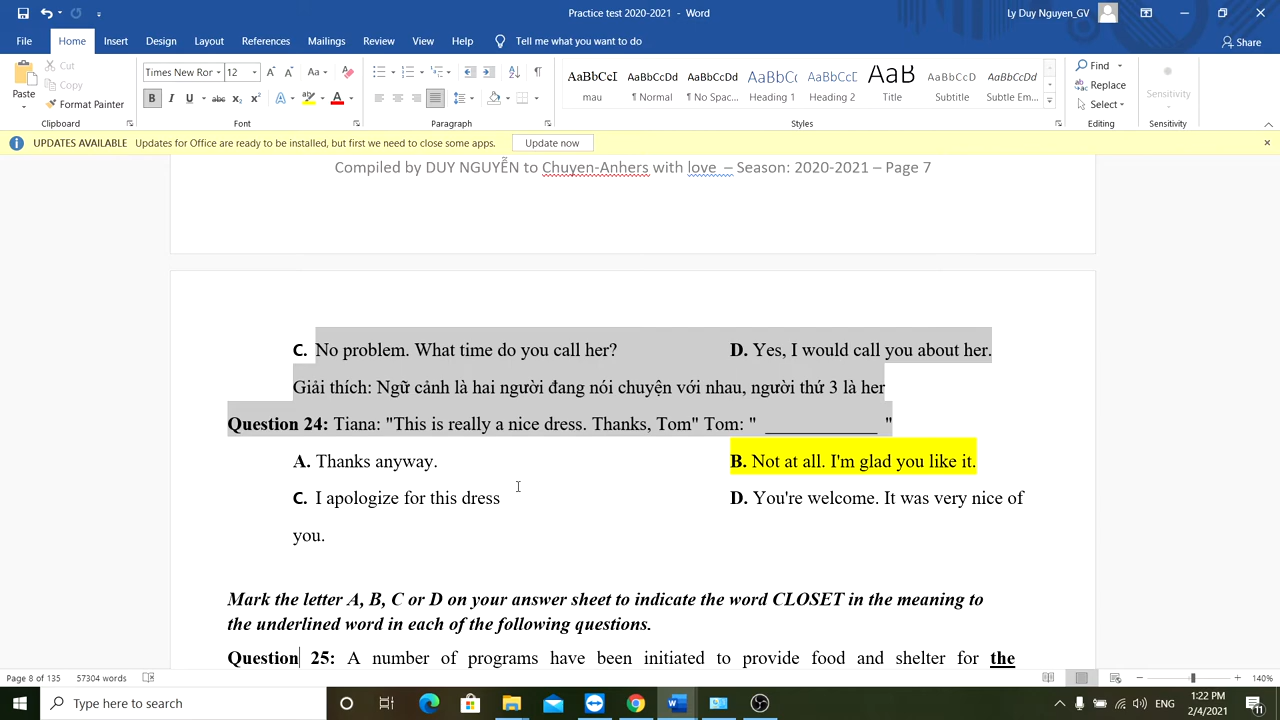 Practice test 2020-2021 - Word
Ly Duy Nguyen_GV
File Home Insert Design Layout References Mailings Review View Help Tell me what you want to do Share
Paste Cut Copy Format Painter
Times New Ror 12
Aa
B I U abc X₂ X² A
AaBbCcI AaBbCcDd AaBbCcDd AaBbC AaBbCcD AaB AaBbCcD AaBbCcDd
mau ¶ Normal ¶ No Spac... Heading 1 Heading 2 Title Subtitle Subtle Em...
Find Replace Select Sensitivity
Clipboard Font Paragraph Styles Editing Sensitivity
UPDATES AVAILABLE Updates for Office are ready to be installed, but first we need to close some apps. Update now
Compiled by DUY NGUYỄN to Chuyen-Anhers with love – Season: 2020-2021 – Page 7
C. No problem. What time do you call her? D. Yes, I would call you about her.
Giải thích: Ngữ cảnh là hai người đang nói chuyện với nhau, người thứ 3 là her
Question 24: Tiana: "This is really a nice dress. Thanks, Tom" Tom: " ____________ "
A. Thanks anyway. B. Not at all. I'm glad you like it.
C. I apologize for this dress D. You're welcome. It was very nice of
you.
Mark the letter A, B, C or D on your answer sheet to indicate the word CLOSET in the meaning to
the underlined word in each of the following questions.
Question 25: A number of programs have been initiated to provide food and shelter for the
Page 8 of 135 57304 words 140%
Type here to search
1:22 PM
2/4/2021
11